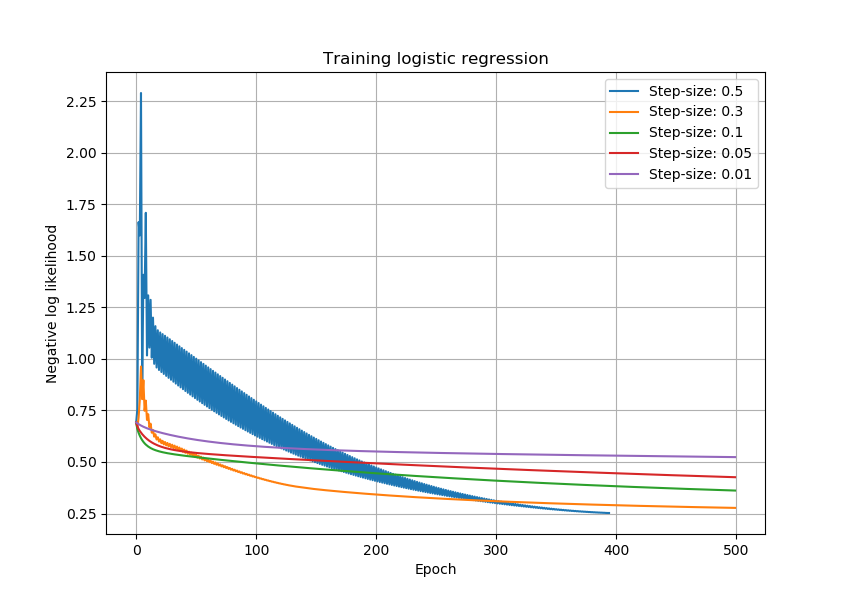 Training logistic regression
2.25
2.00
1.75
1.50
1.25
1.00
0.75
0.50
0.25
Negative log likelihood
0
100
200
300
400
500
Epoch
Step-size: 0.5
Step-size: 0.3
Step-size: 0.1
Step-size: 0.05
Step-size: 0.01